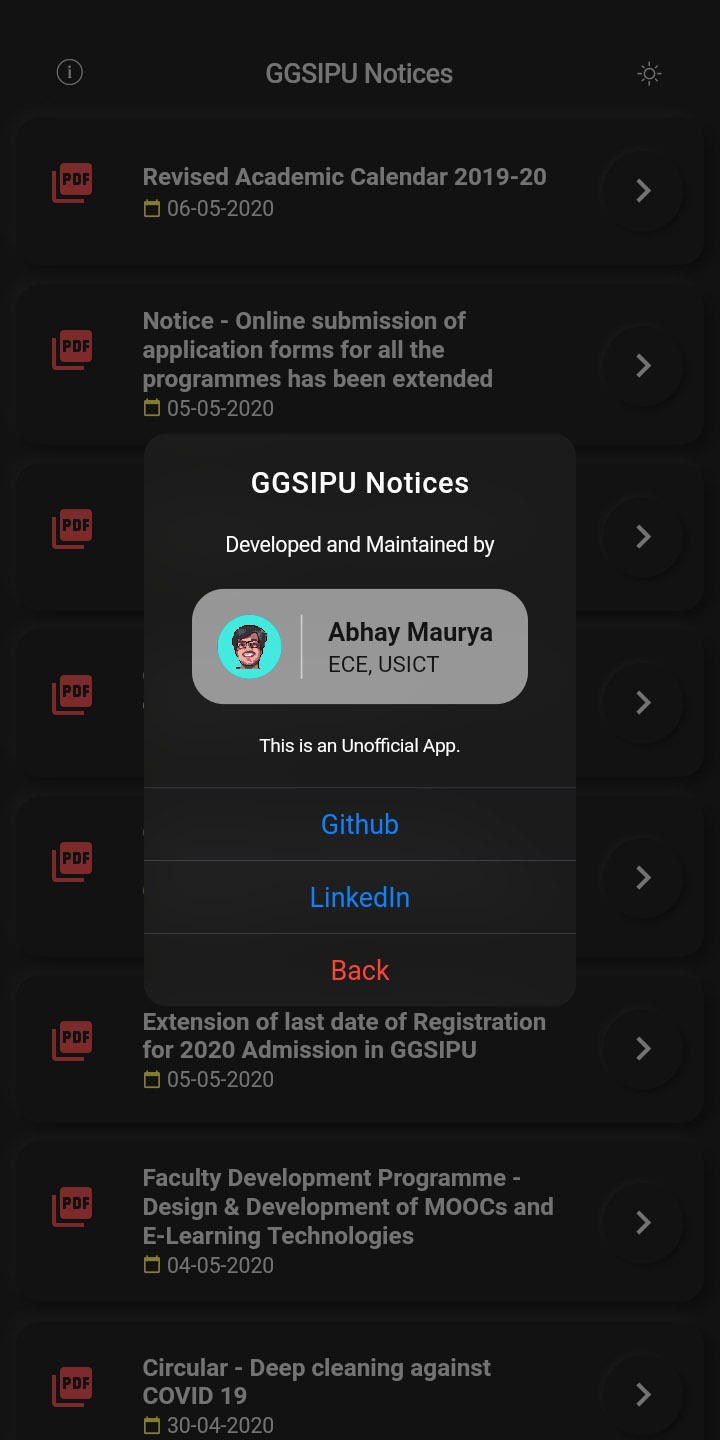 GGSIPU Notices
PDF
Revised Academic Calendar 2019-20
06-05-2020
PDF
Notice - Online submission of
application forms for all the
programmes has been extended
05-05-2020
PDF
PDF
PDF
GGSIPU Notices
Developed and Maintained by
Abhay Maurya
ECE, USICT
This is an Unofficial App.
Github
LinkedIn
Back
PDF
Extension of last date of Registration
for 2020 Admission in GGSIPU
05-05-2020
PDF
Faculty Development Programme -
Design & Development of MOOCs and
E-Learning Technologies
04-05-2020
PDF
Circular - Deep cleaning against
COVID 19
30-04-2020